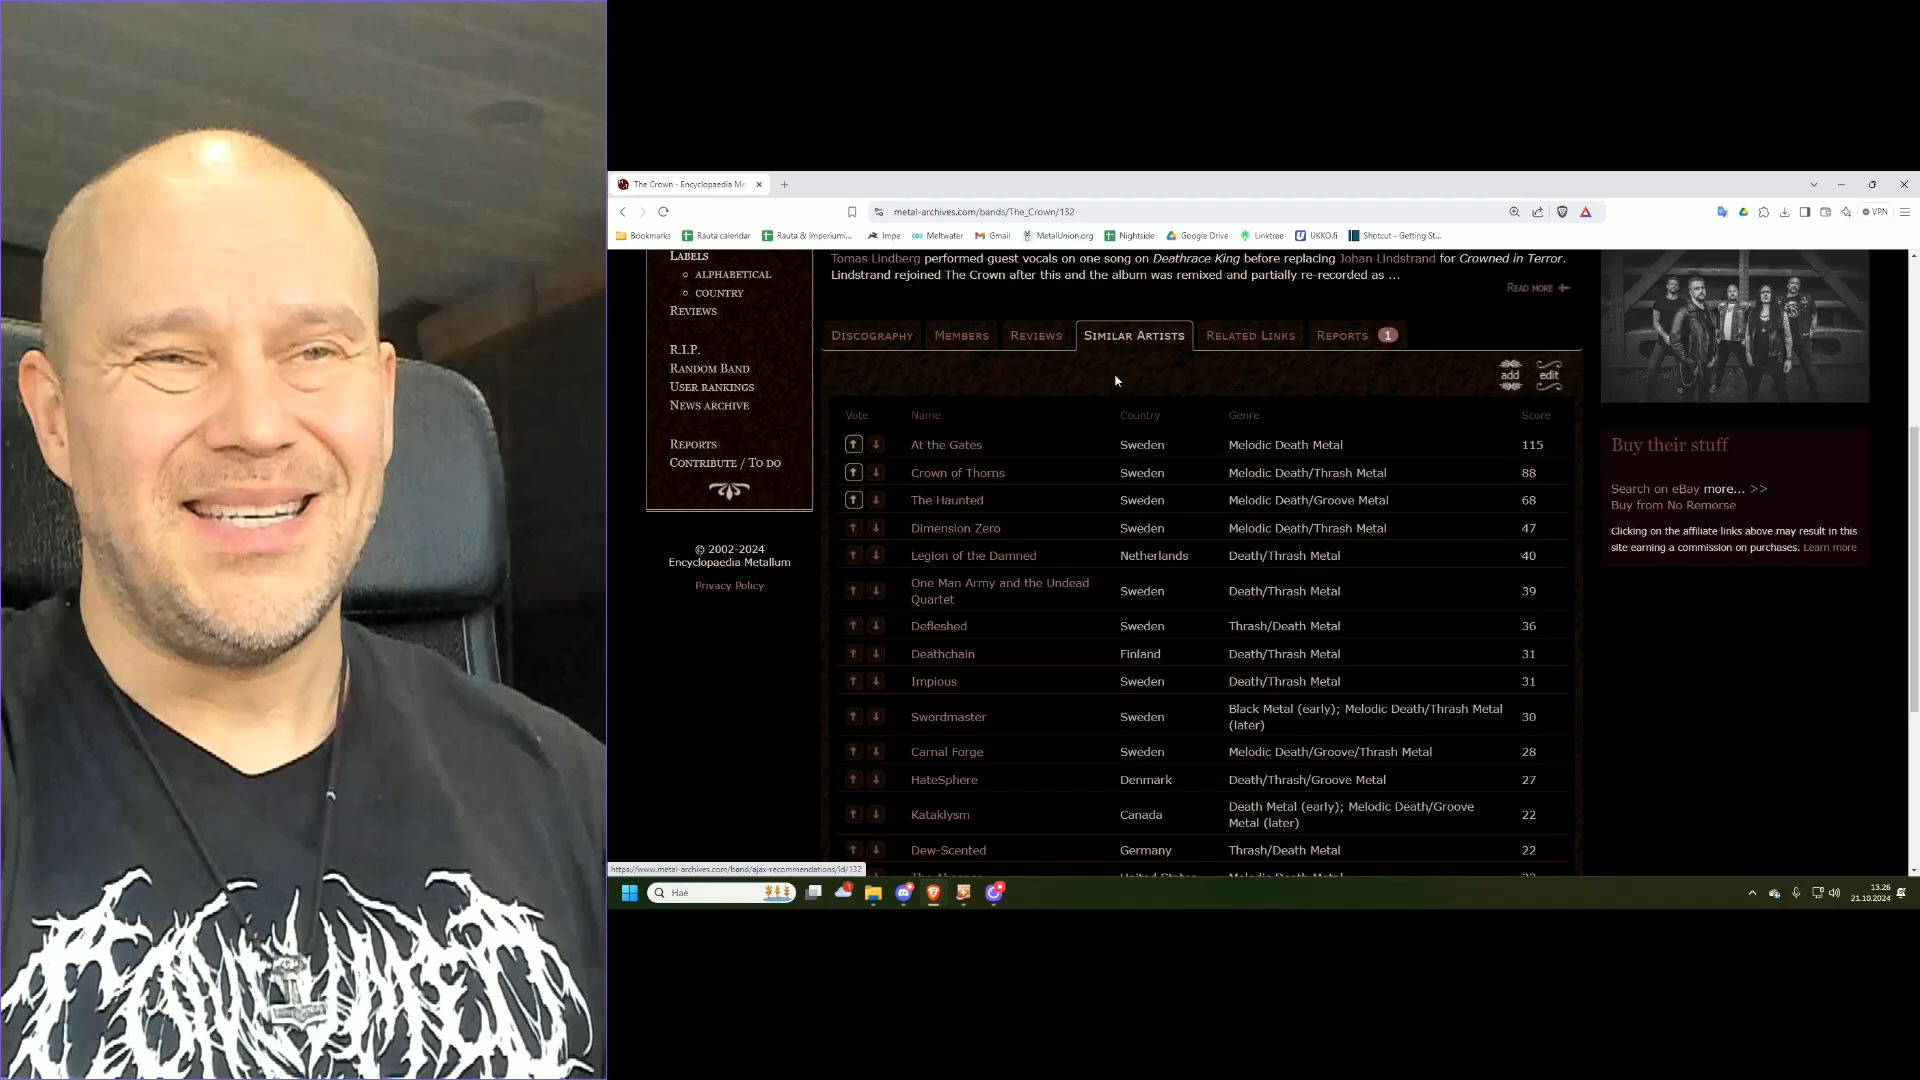 The Crown - Encyclopaedia Me
metal-archives.com/bands/The_Crown/132
VPN
Bookmarks
Rauta calendar
Rauta & Imperiumi...
Impe
Meltwater
Gmail
MetalUnion.org
Nightside
Google Drive
Linktree
UKKO.fi
Shotcut - Getting St...
Labels
Alphabetical
Country
Reviews
R.I.P.
Random Band
User rankings
News archive
Reports
Contribute / To do
© 2002-2024
Encyclopaedia Metallum
Privacy Policy
Tomas Lindberg performed guest vocals on one song on Deathrace King before replacing Johan Lindstrand for Crowned in Terror.
Lindstrand rejoined The Crown after this and the album was remixed and partially re-recorded as ...
Read more
Discography Members Reviews Similar Artists Related Links Reports 1
add edit
Vote Name Country Genre Score
At the Gates Sweden Melodic Death Metal 115
Crown of Thorns Sweden Melodic Death/Thrash Metal 88
The Haunted Sweden Melodic Death/Groove Metal 68
Dimension Zero Sweden Melodic Death/Thrash Metal 47
Legion of the Damned Netherlands Death/Thrash Metal 40
One Man Army and the Undead
Quartet Sweden Death/Thrash Metal 39
Defleshed Sweden Thrash/Death Metal 36
Deathchain Finland Death/Thrash Metal 31
Impious Sweden Death/Thrash Metal 31
Swordmaster Sweden Black Metal (early); Melodic Death/Thrash Metal
(later) 30
Carnal Forge Sweden Melodic Death/Groove/Thrash Metal 28
HateSphere Denmark Death/Thrash/Groove Metal 27
Kataklysm Canada Death Metal (early); Melodic Death/Groove
Metal (later) 22
Dew-Scented Germany Thrash/Death Metal 22
Buy their stuff
Search on eBay more... >>
Buy from No Remorse
Clicking on the affiliate links above may result in this
site earning a commission on purchases. Learn more
https://www.metal-archives.com/band/ajax-recommendations/id/132
Hae
13.26
21.10.2024